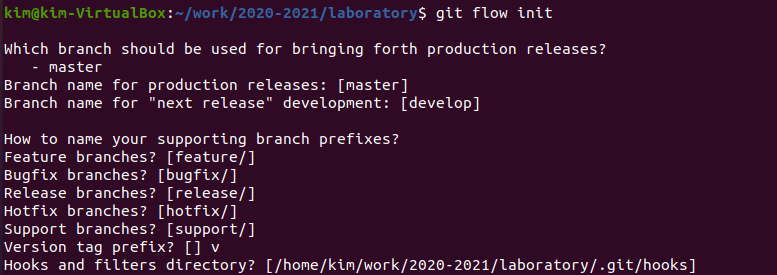 kim@kim-VirtualBox:~/work/2020-2021/laboratory$ git flow init
Which branch should be used for bringing forth production releases?
- master
Branch name for production releases: [master]
Branch name for "next release" development: [develop]
How to name your supporting branch prefixes?
Feature branches? [feature/]
Bugfix branches? [bugfix/]
Release branches? [release/]
Hotfix branches? [hotfix/]
Support branches? [support/]
Version tag prefix? [] v
Hooks and filters directory? [/home/kim/work/2020-2021/laboratory/.git/hooks]